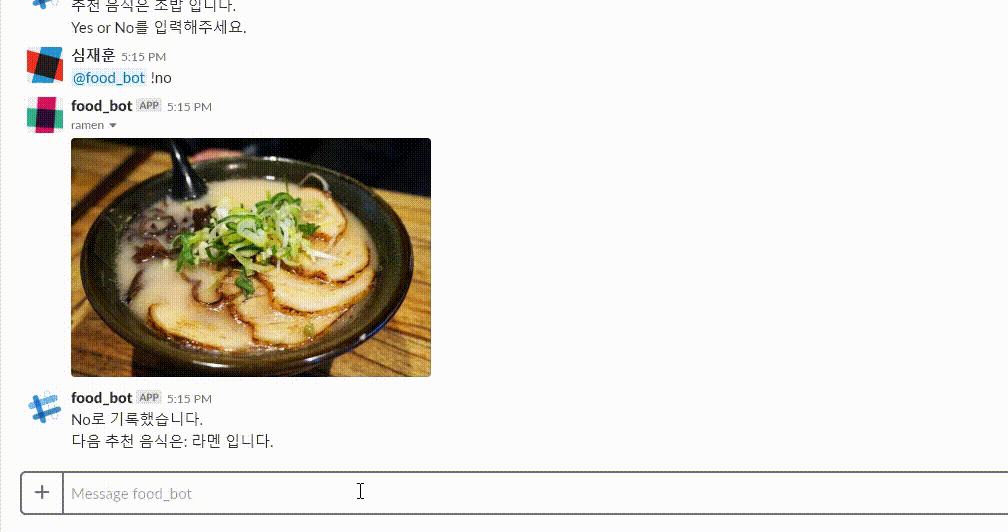 추천 음식은 초밥 입니다.
Yes or No를 입력해주세요.
심재훈 5:15 PM
@food_bot !no
food_bot APP 5:15 PM
ramen
food_bot APP 5:15 PM
No로 기록했습니다.
다음 추천 음식은: 라멘 입니다.
Message food_bot